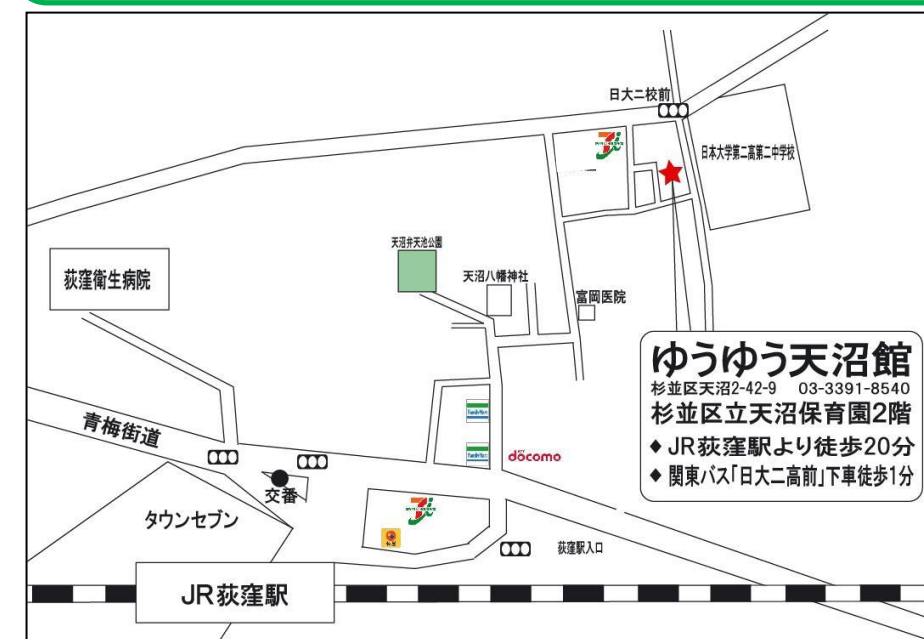 日大二校前
日本大学第二高第二中学校
天沼弁天池公園
天沼八幡神社
荻窪衛生病院
富岡医院
ゆうゆう天沼館
杉並区天沼2-42-9 03-3391-8540
杉並区立天沼保育園2階
◆ JR荻窪駅より徒歩20分
◆ 関東バス「日大二高前」下車徒歩1分
青梅街道
FamilyMart
FamilyMart
docomo
交番
タウンセブン
荻窪駅入口
JR荻窪駅